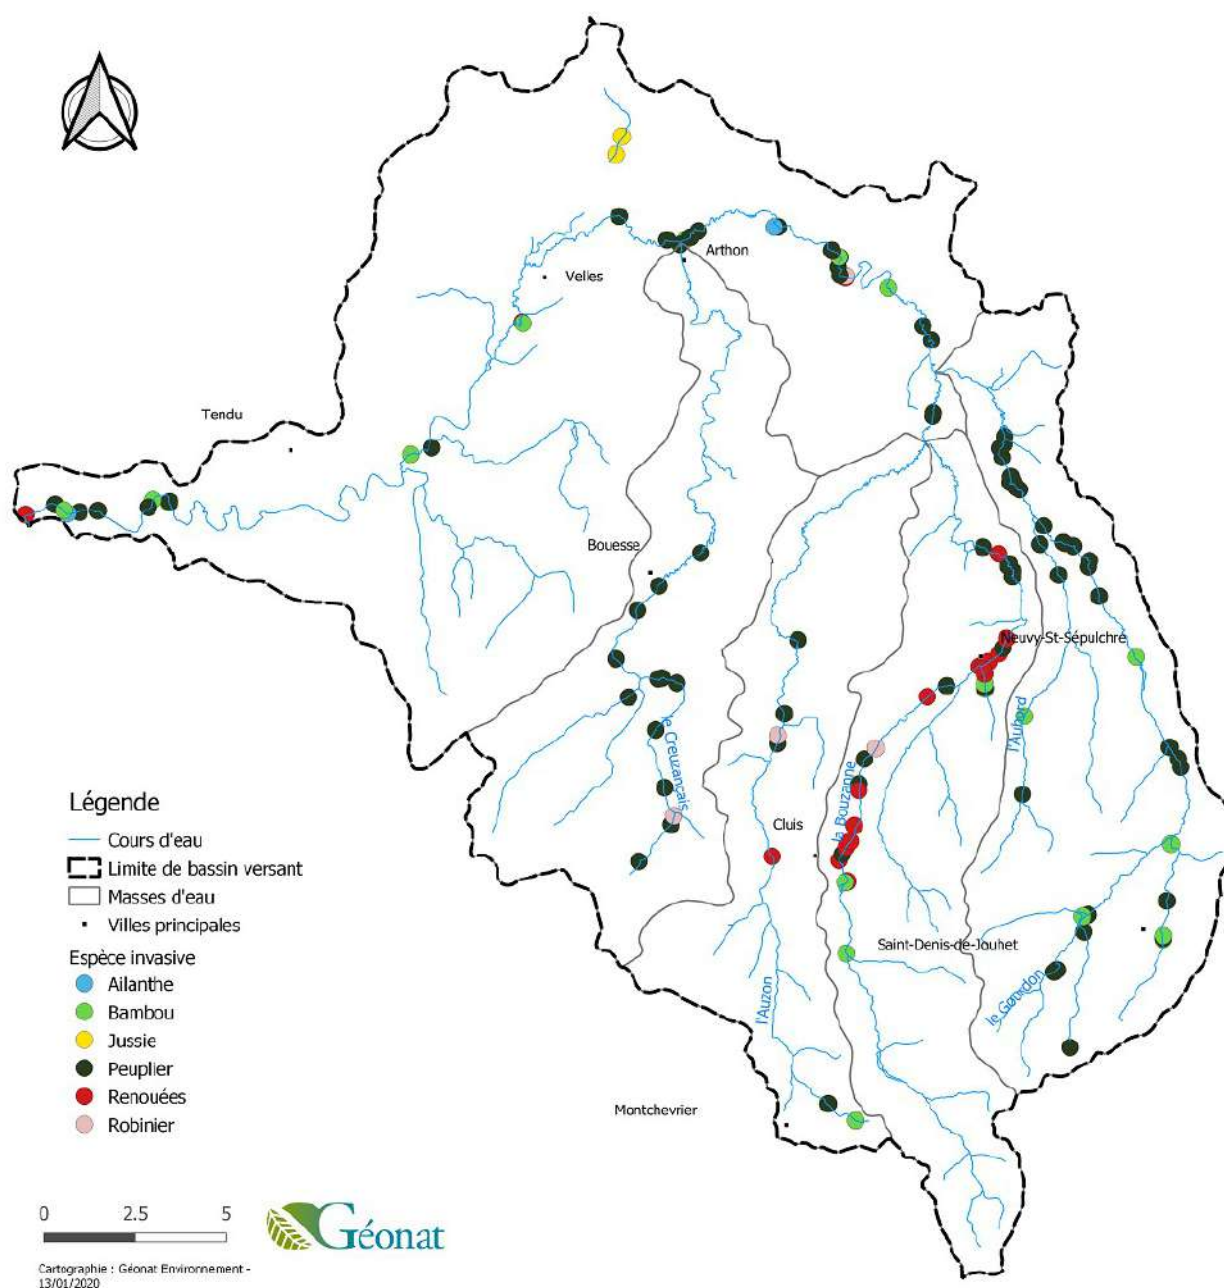 Arthon
Velles
Tendu
Bouesse
Neuvy-St-Sépulchre
l'Aubord
le Creuzançais
la Bouzanne
Cluis
Saint-Denis-de-Jouhet
le Gourdon
l'Auzon
Montchevrier
Légende
Cours d'eau
Limite de bassin versant
Masses d'eau
Villes principales
Espèce invasive
Ailanthe
Bambou
Jussie
Peuplier
Renouées
Robinier
0 2.5 5
Géonat
Cartographie : Géonat Environnement -
13/01/2020